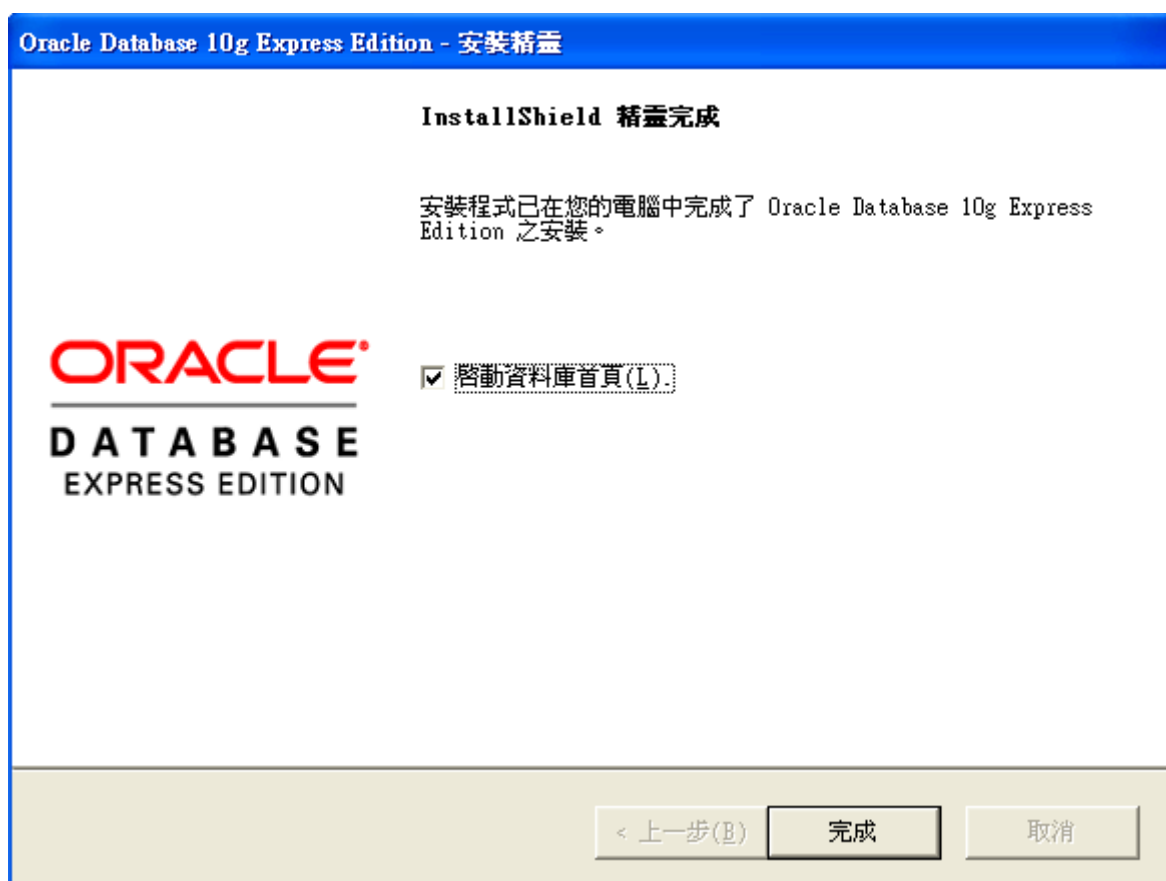 Oracle Database 10g Express Edition - 安裝精靈
InstallShield 精靈完成
安裝程式已在您的電腦中完成了 Oracle Database 10g Express
Edition 之安裝。
ORACLE®
DATABASE
EXPRESS EDITION
啓動資料庫首頁(L).
< 上一步(B)
完成
取消